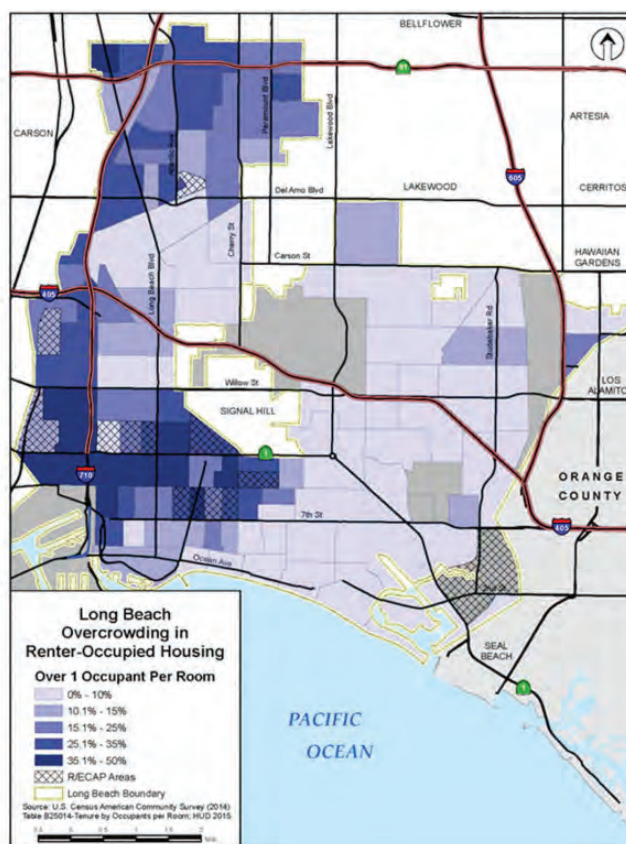 BELLFLOWER
91
CARSON
ARTESIA
Paramount Blvd
Lakewood Blvd
Atlantic Ave
605
Del Amo Blvd
LAKEWOOD
CERRITOS
Cherry St
Carson St
HAWAIIAN
GARDENS
Long Beach Blvd
405
Studebaker Rd
Willow St
LOS
ALAMITOS
SIGNAL HILL
1
710
ORANGE
COUNTY
7th St
405
Ocean Ave
SEAL
BEACH
1
PACIFIC
OCEAN
Long Beach
Overcrowding in
Renter-Occupied Housing
Over 1 Occupant Per Room
0% - 10%
10.1% - 15%
15.1% - 25%
25.1% - 35%
35.1% - 50%
R/ECAP Areas
Long Beach Boundary
Source: U.S. Census American Community Survey (2014)
Table B25014-Tenure by Occupants per Room; HUD 2015